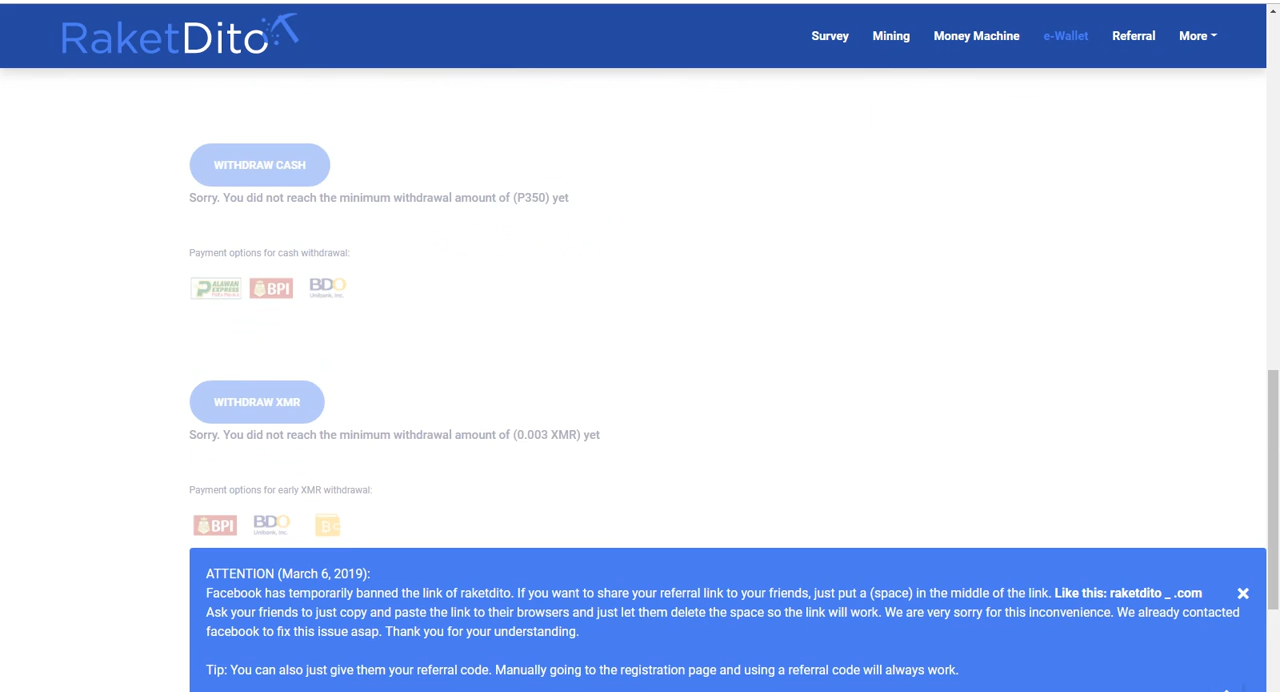 RaketDito
Survey Mining Money Machine e-Wallet Referral More
WITHDRAW CASH
Sorry. You did not reach the minimum withdrawal amount of (P350) yet
Payment options for cash withdrawal:
PALAWAN EXPRESS BPI BDO Unibank, Inc.
WITHDRAW XMR
Sorry. You did not reach the minimum withdrawal amount of (0.003 XMR) yet
Payment options for early XMR withdrawal:
BPI BDO Unibank, Inc.
ATTENTION (March 6, 2019):
Facebook has temporarily banned the link of raketdito. If you want to share your referral link to your friends, just put a (space) in the middle of the link. Like this: raketdito _ .com
Ask your friends to just copy and paste the link to their browsers and just let them delete the space so the link will work. We are very sorry for this inconvenience. We already contacted
facebook to fix this issue asap. Thank you for your understanding.
Tip: You can also just give them your referral code. Manually going to the registration page and using a referral code will always work.